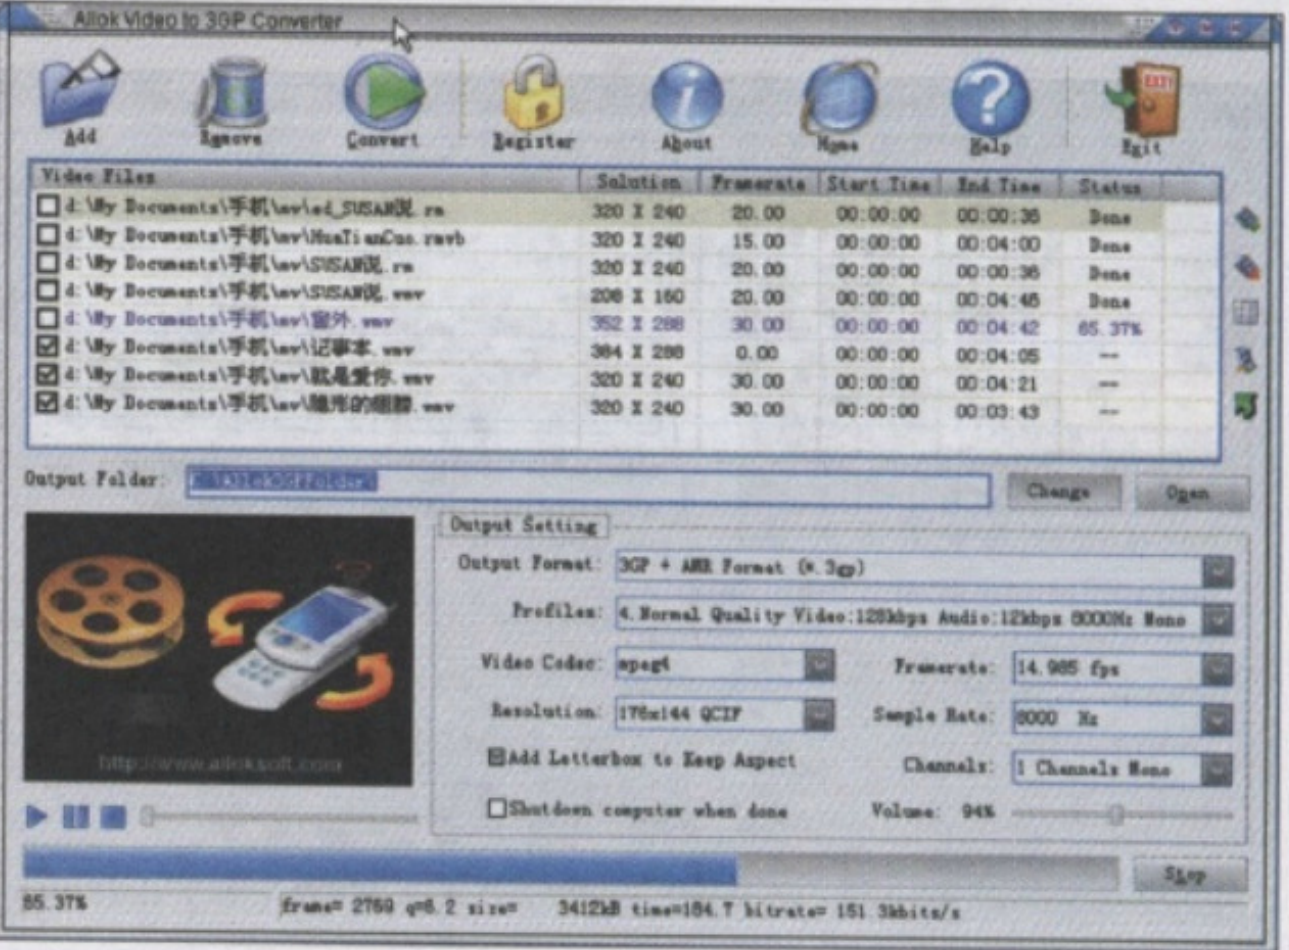 Allok Video to 3GP Converter
Add Remove Convert Register About Home Help Exit
EXIT
Video Files Solution Framerate Start Time End Time Status
d:\My Documents\手机\mv\ed_SUSAN说.rm 320 X 240 20.00 00:00:00 00:00:36 Done
d:\My Documents\手机\mv\HuaTianCuo.rmvb 320 X 240 15.00 00:00:00 00:04:00 Done
d:\My Documents\手机\mv\SUSAN说.rm 320 X 240 20.00 00:00:00 00:00:36 Done
d:\My Documents\手机\mv\SUSAN说.wmv 208 X 160 20.00 00:00:00 00:04:46 Done
d:\My Documents\手机\mv\窗外.wmv 352 X 288 30.00 00:00:00 00:04:42 65.37%
d:\My Documents\手机\mv\记事本.wmv 384 X 288 0.00 00:00:00 00:04:05 --
d:\My Documents\手机\mv\就是爱你.wmv 320 X 240 30.00 00:00:00 00:04:21 --
d:\My Documents\手机\mv\隐形的翅膀.wmv 320 X 240 30.00 00:00:00 00:03:43 --
Output Folder: Change Open
Output Setting
Output Format: 3GP + AMR Format (*.3gp)
Profiles: 4.Normal Quality Video:128kbps Audio:12kbps 8000Hz Mono
Video Codec: mpeg4 Framerate: 14.985 fps
Resolution: 176x144 QCIF Sample Rate: 8000 Hz
Add Letterbox to Keep Aspect Channels: 1 Channels Mono
http://www.alloksoft.com
Shutdown computer when done Volume: 94%
Stop
65.37% frame= 2769 q=6.2 size= 3412kB time=184.7 bitrate= 151.3kbits/s